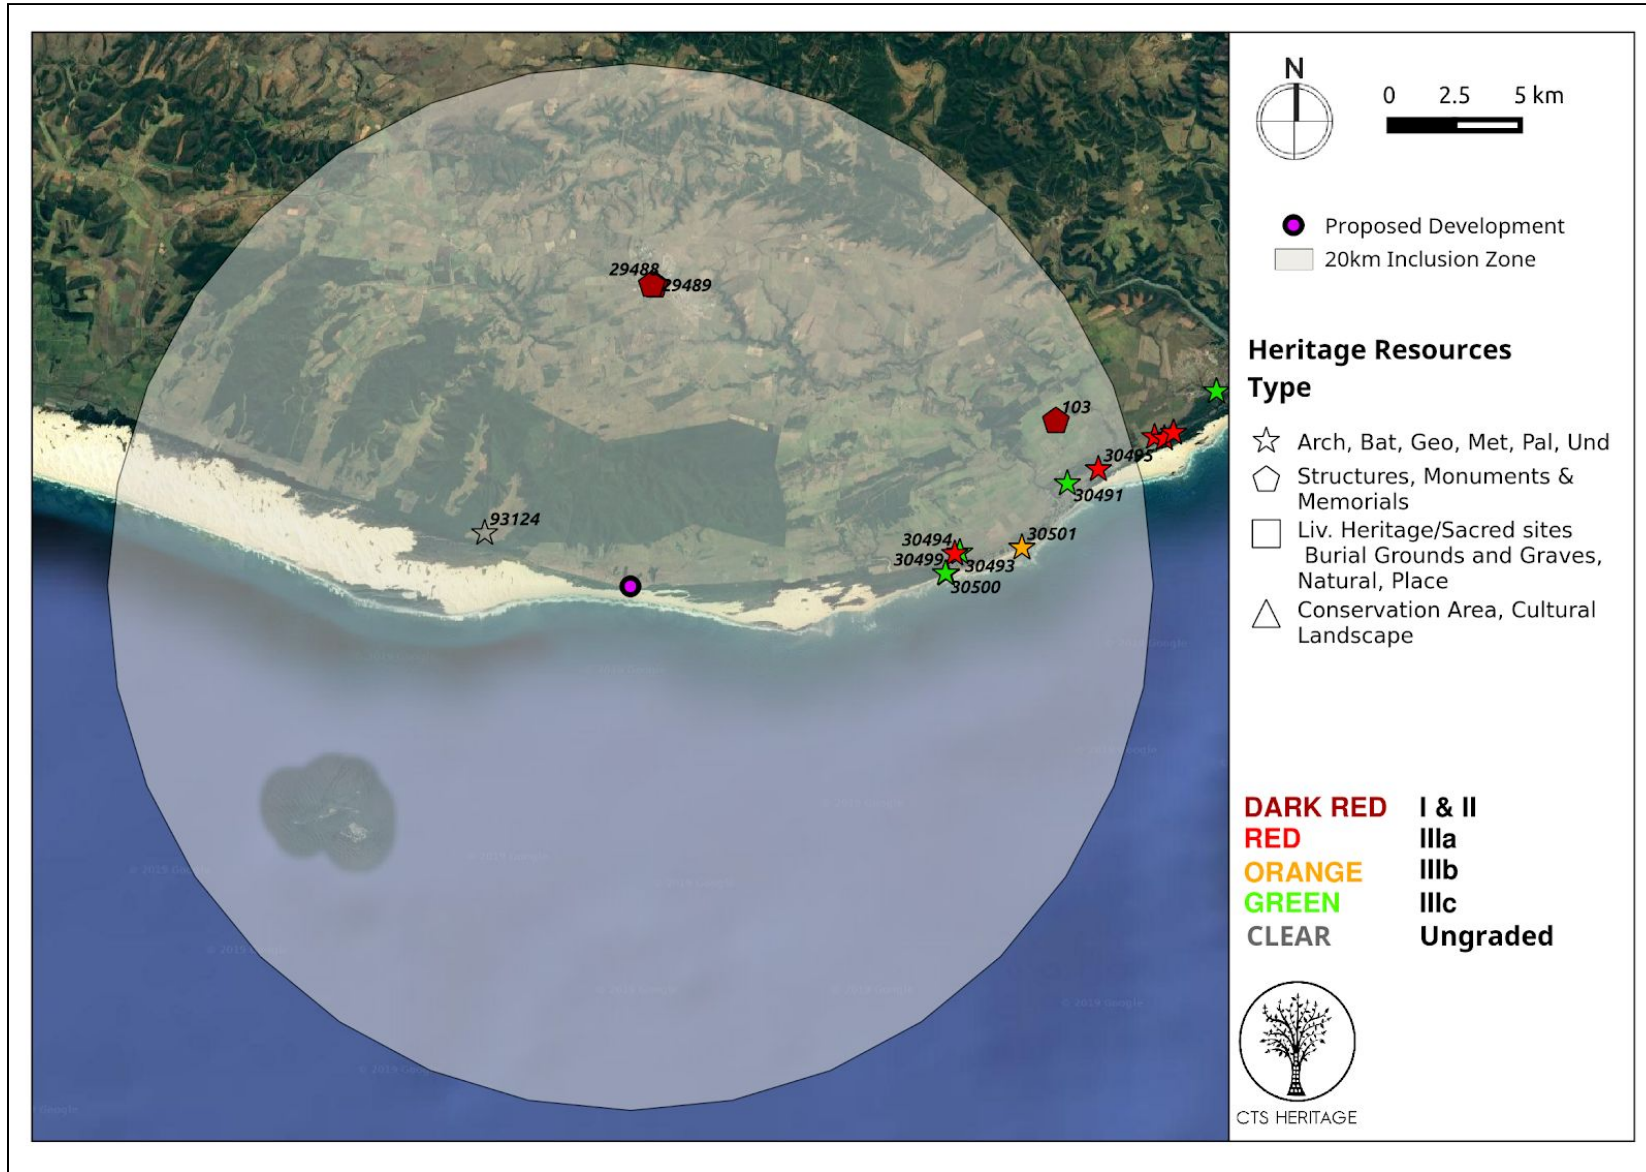 N
0 2.5 5 km
Proposed Development
20km Inclusion Zone
Heritage Resources
Type
Arch, Bat, Geo, Met, Pal, Und
Structures, Monuments &
Memorials
Liv. Heritage/Sacred sites
Burial Grounds and Graves,
Natural, Place
Conservation Area, Cultural
Landscape
DARK RED I & II
RED IIIa
ORANGE IIIb
GREEN IIIc
CLEAR Ungraded
CTS HERITAGE
29488
29489
103
30495
30491
93124
30494
30501
30499
30493
30500
© 2019 Google